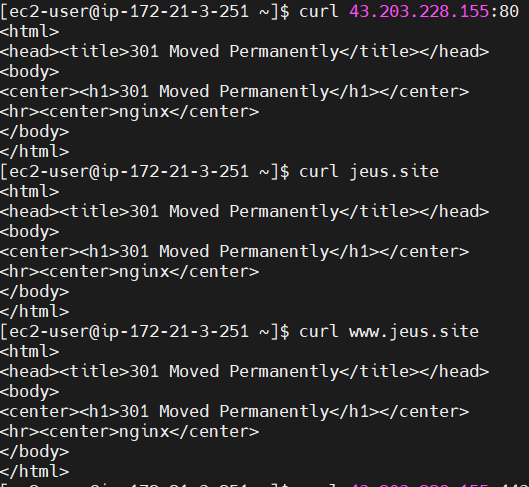 [ec2-user@ip-172-21-3-251 ~]$ curl 43.203.228.155:80
<html>
<head><title>301 Moved Permanently</title></head>
<body>
<center><h1>301 Moved Permanently</h1></center>
<hr><center>nginx</center>
</body>
</html>
[ec2-user@ip-172-21-3-251 ~]$ curl jeus.site
<html>
<head><title>301 Moved Permanently</title></head>
<body>
<center><h1>301 Moved Permanently</h1></center>
<hr><center>nginx</center>
</body>
</html>
[ec2-user@ip-172-21-3-251 ~]$ curl www.jeus.site
<html>
<head><title>301 Moved Permanently</title></head>
<body>
<center><h1>301 Moved Permanently</h1></center>
<hr><center>nginx</center>
</body>
</html>